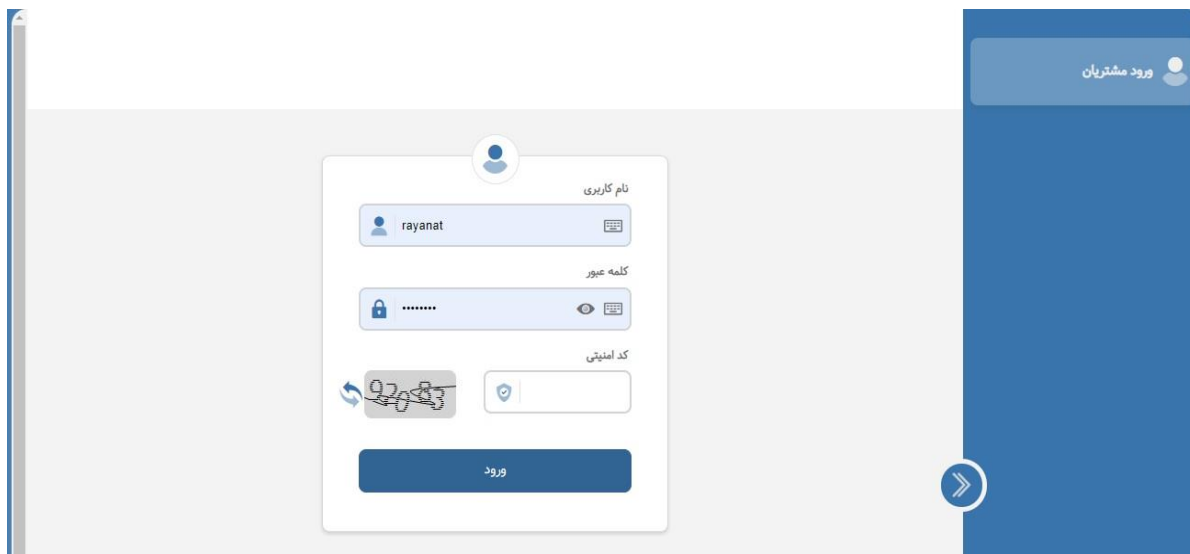 ورود مشتریان
نام کاربری
rayanat
کلمه عبور
••••••••
کد امنیتی
ورود